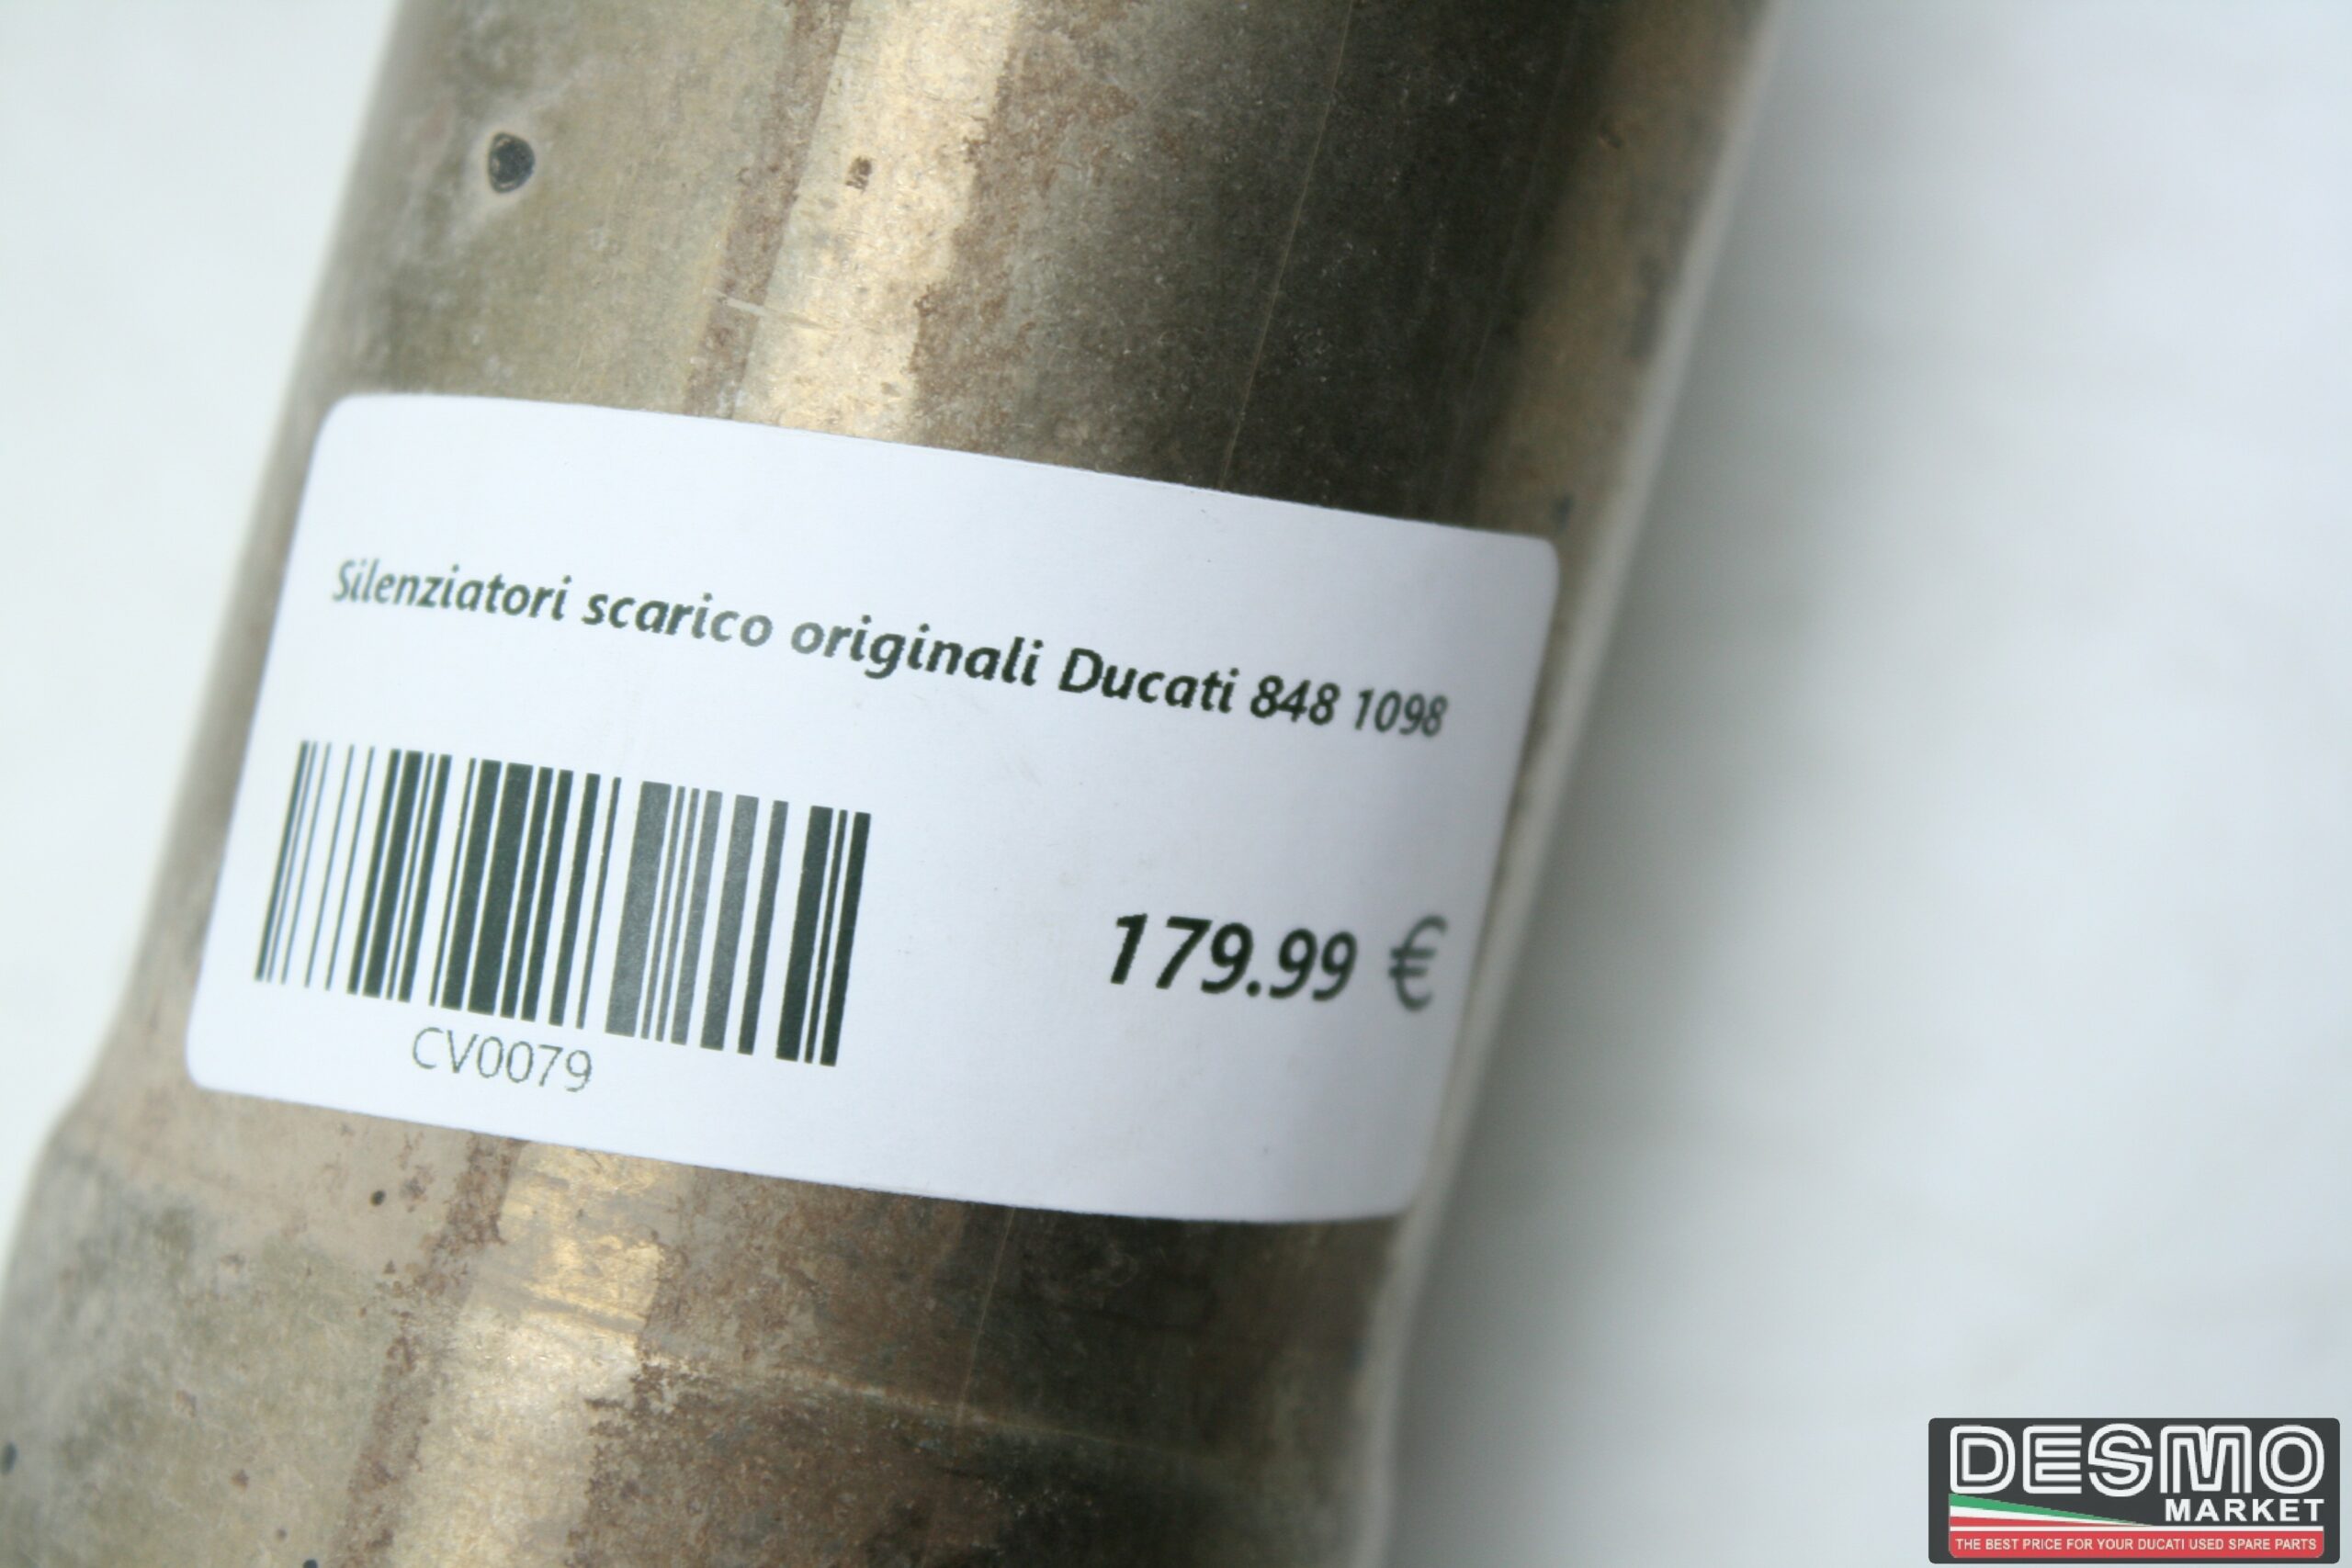 Silenziatori scarico originali Ducati 848 1098
179.99 €
CV0079
DESMO
MARKET
THE BEST PRICE FOR YOUR DUCATI USED SPARE PARTS